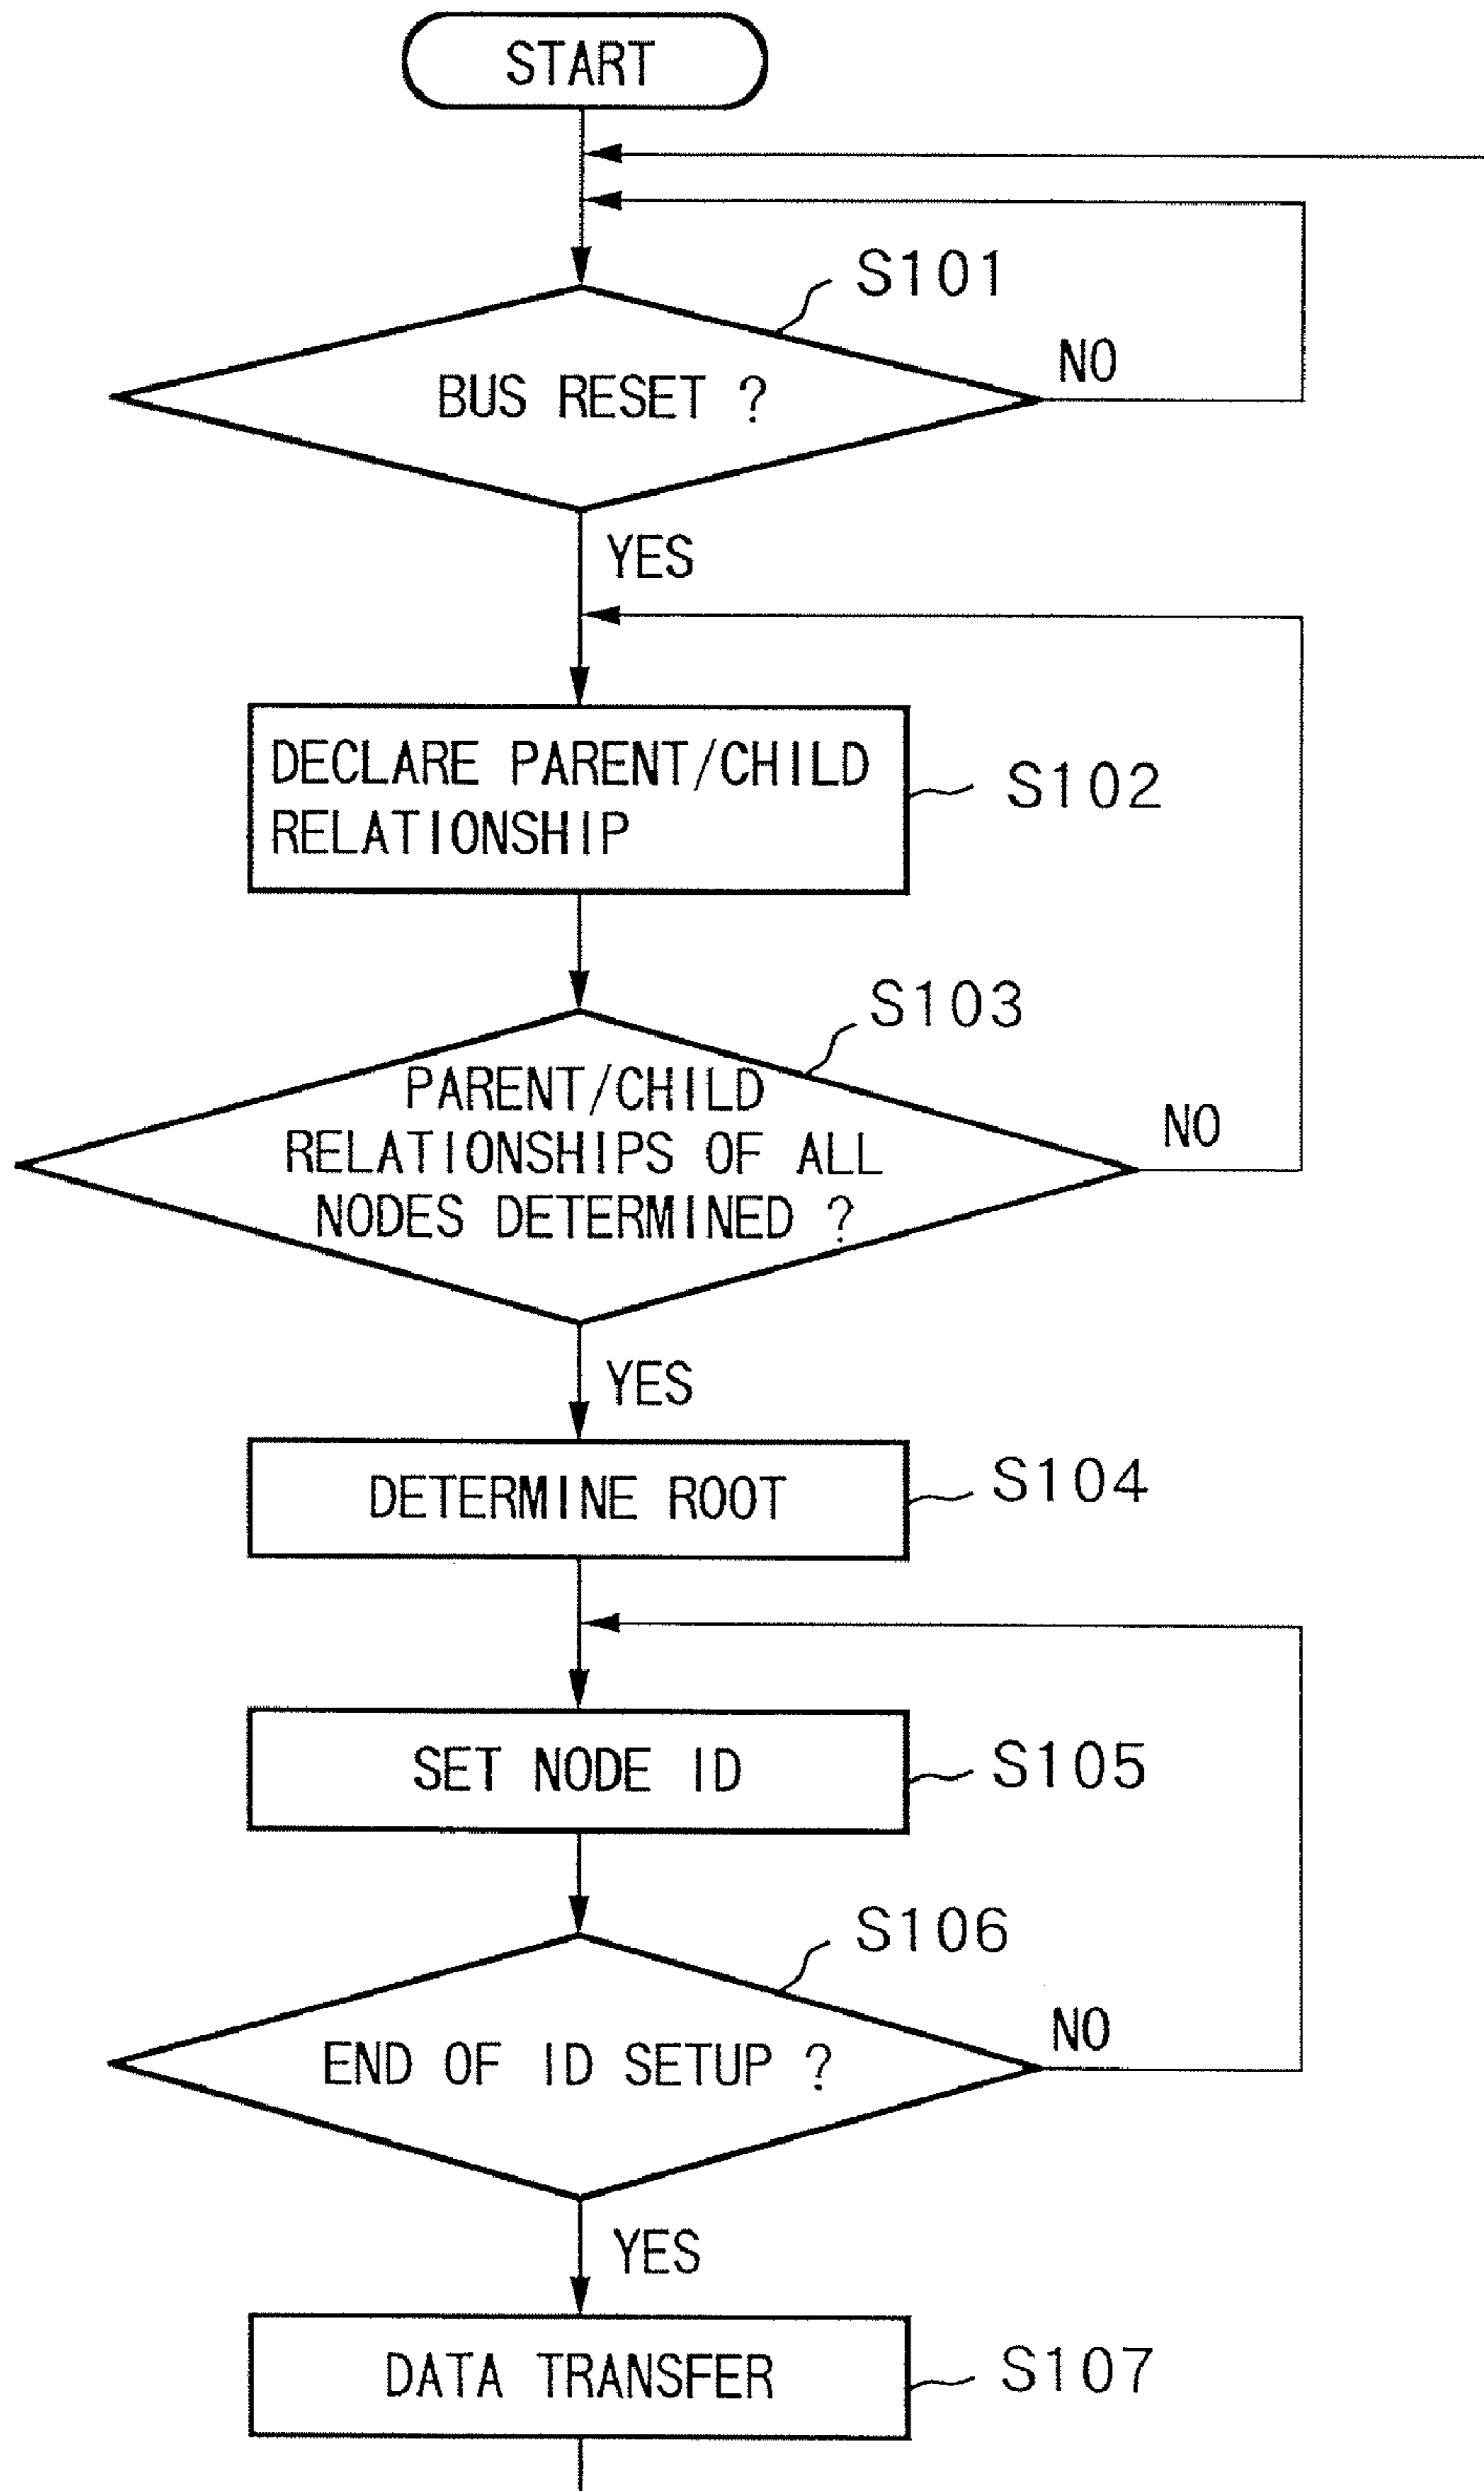 START
S101
BUS RESET ?
NO
YES
DECLARE PARENT/CHILD
RELATIONSHIP
S102
S103
PARENT/CHILD
RELATIONSHIPS OF ALL
NODES DETERMINED ?
NO
YES
DETERMINE ROOT
S104
SET NODE ID
S105
S106
END OF ID SETUP ?
NO
YES
DATA TRANSFER
S107